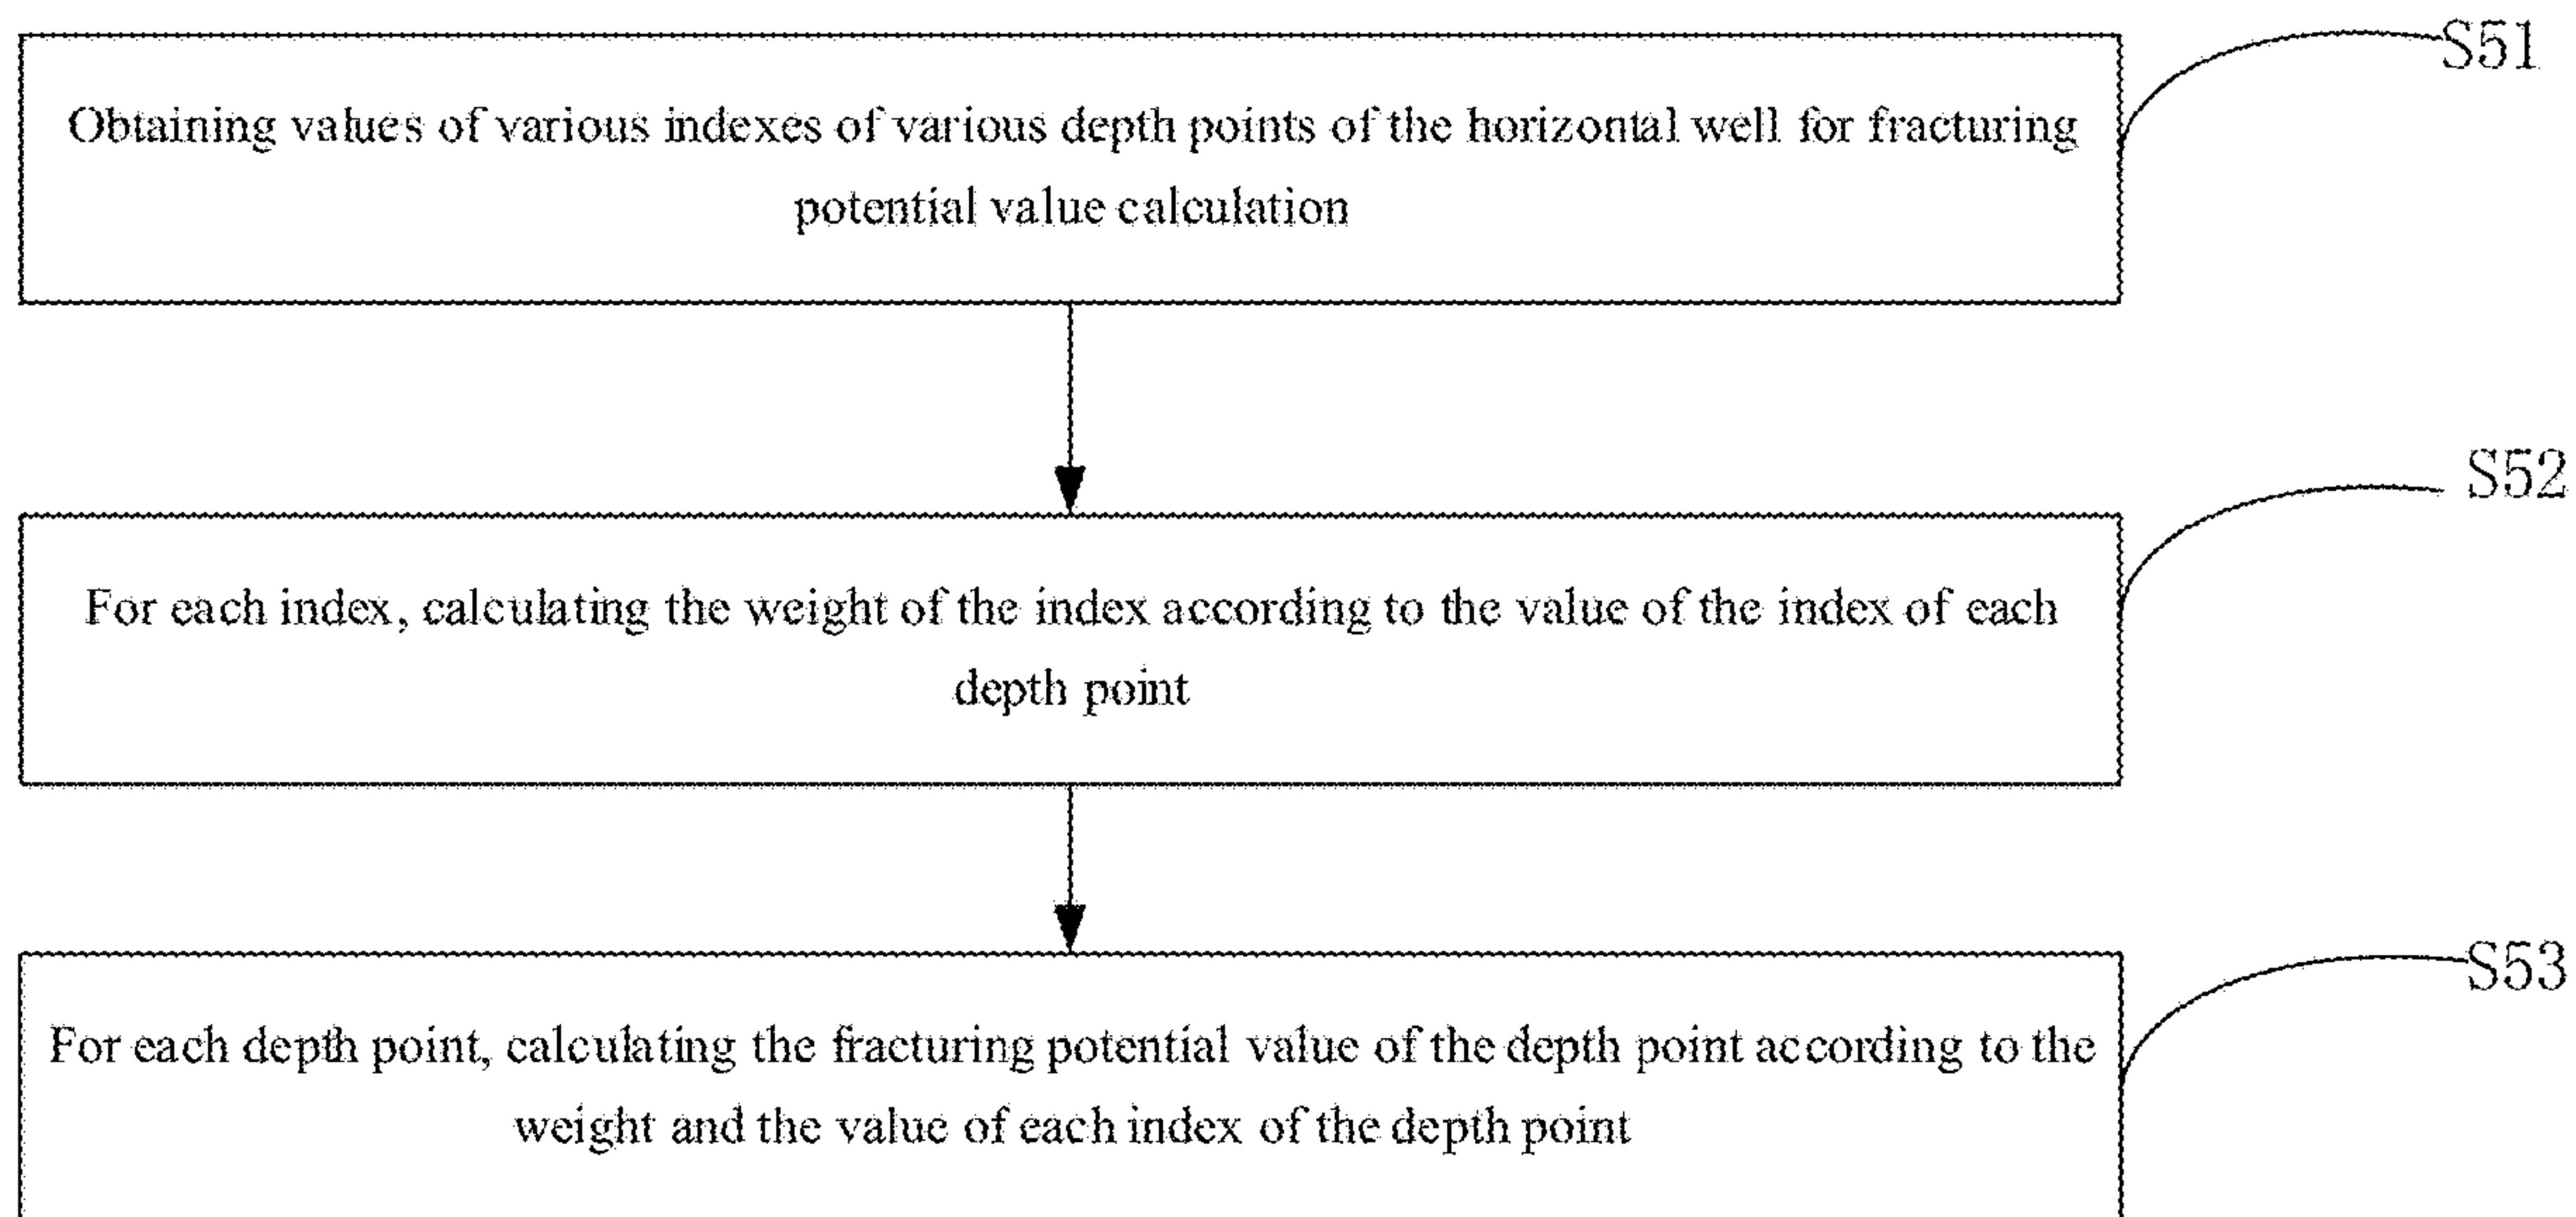 S51
Obtaining values of various indexes of various depth points of the horizontal well for fracturing
potential value calculation
S52
For each index, calculating the weight of the index according to the value of the index of each
depth point
S53
For each depth point, calculating the fracturing potential value of the depth point according to the
weight and the value of each index of the depth point